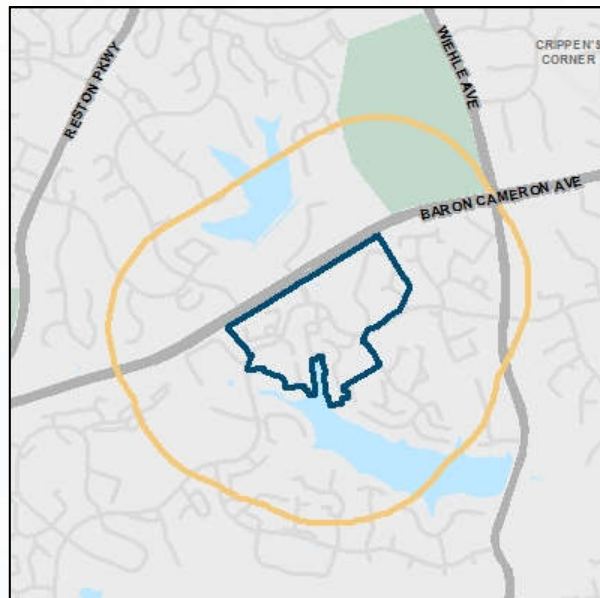 CRIPPEN'S
CORNER
WIEHLE AVE
RESTON PKWY
BARON CAMERON AVE